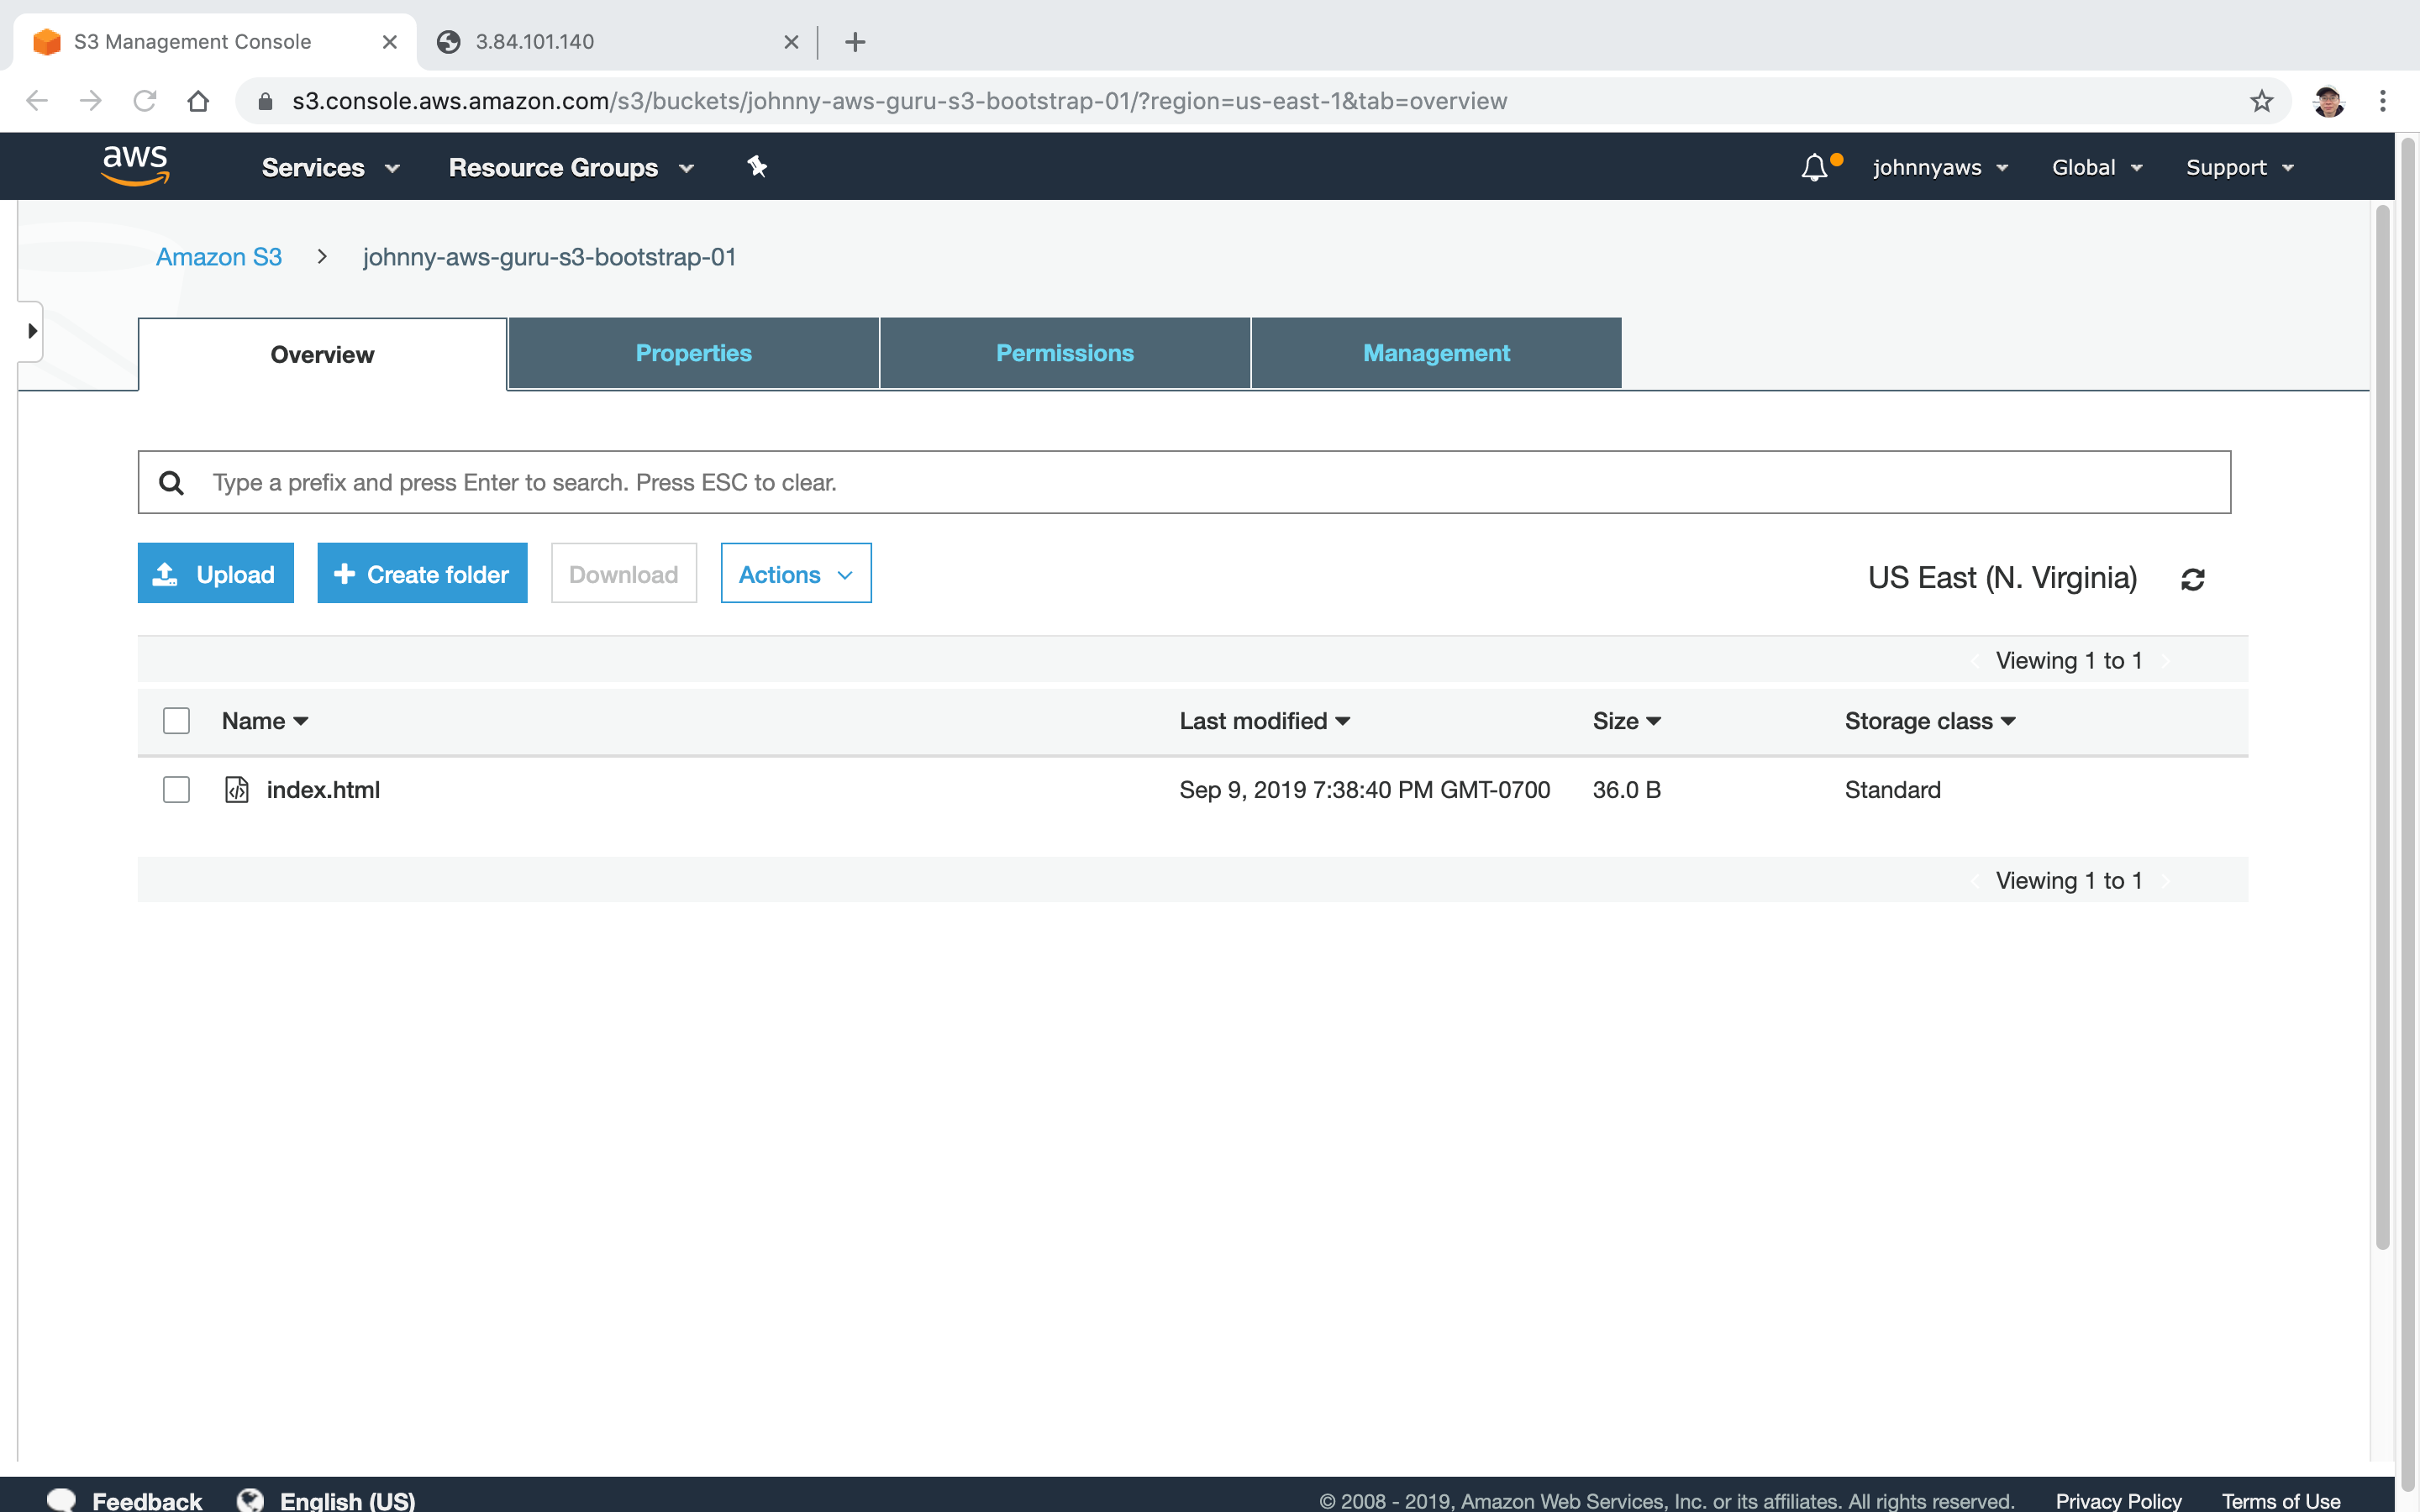 S3 Management Console
3.84.101.140
s3.console.aws.amazon.com/s3/buckets/johnny-aws-guru-s3-bootstrap-01/?region=us-east-1&tab=overview
aws Services Resource Groups johnnyaws Global Support
Amazon S3 > johnny-aws-guru-s3-bootstrap-01
Overview Properties Permissions Management
Type a prefix and press Enter to search. Press ESC to clear.
Upload + Create folder Download Actions US East (N. Virginia)
Viewing 1 to 1
Name Last modified Size Storage class
index.html Sep 9, 2019 7:38:40 PM GMT-0700 36.0 B Standard
Viewing 1 to 1
Feedback English (US) © 2008 - 2019, Amazon Web Services, Inc. or its affiliates. All rights reserved. Privacy Policy Terms of Use